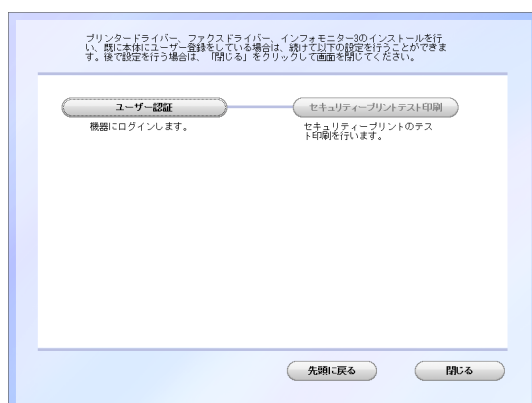 プリンタードライバー、ファクスドライバー、インフォモニター3のインストールを行
い、既に本体にユーザー登録をしている場合は、続けて以下の設定を行うことができま
す。後で設定を行う場合は、「閉じる」をクリックして画面を閉じてください。
ユーザー認証
セキュリティープリントテスト印刷
機器にログインします。
セキュリティープリントのテス
ト印刷を行います。
先頭に戻る
閉じる